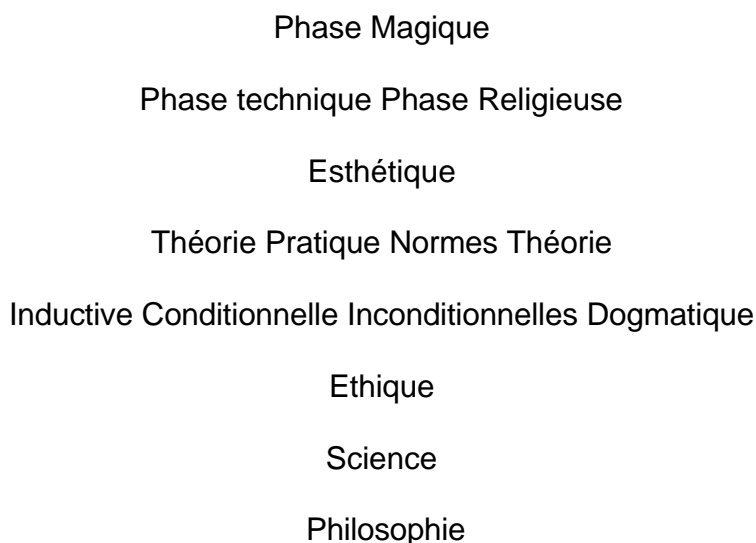 Phase Magique
Phase technique Phase Religieuse
Esthétique
Théorie Pratique Normes Théorie
Inductive Conditionnelle Inconditionnelles Dogmatique
Ethique
Science
Philosophie